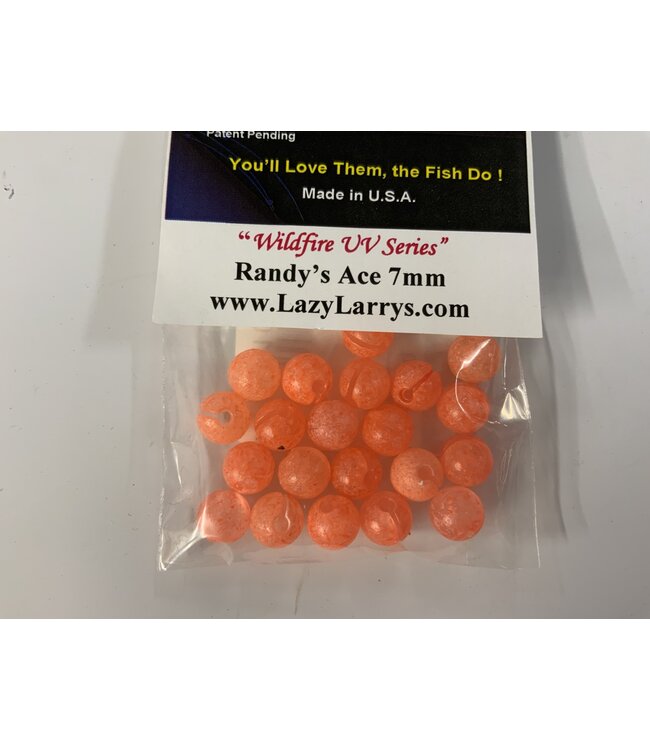 Patent Pending
You'll Love Them, the Fish Do !
Made in U.S.A.
“Wildfire UV Series”
Randy's Ace 7mm
www.LazyLarrys.com